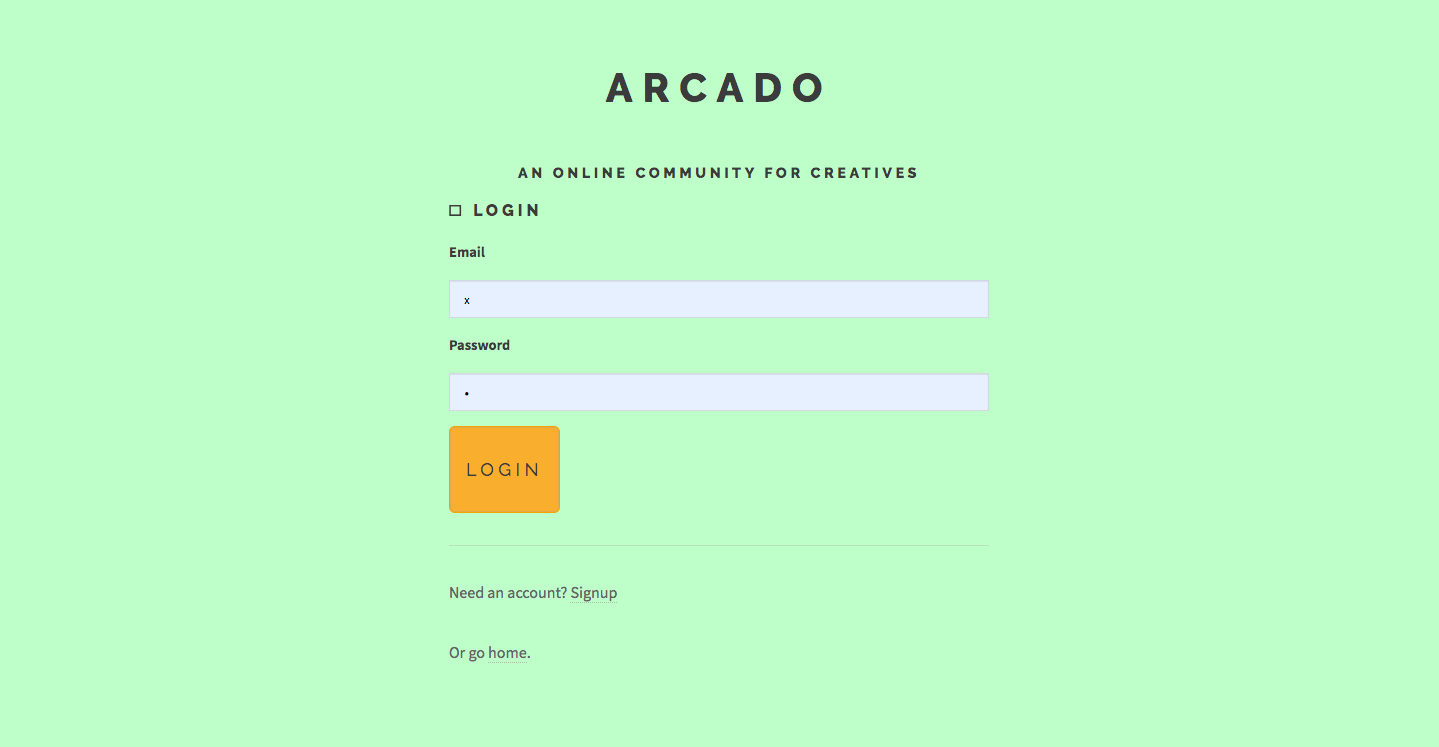 ARCADO
AN ONLINE COMMUNITY FOR CREATIVES
LOGIN
Email
x
Password
•
LOGIN
Need an account? Signup
Or go home.